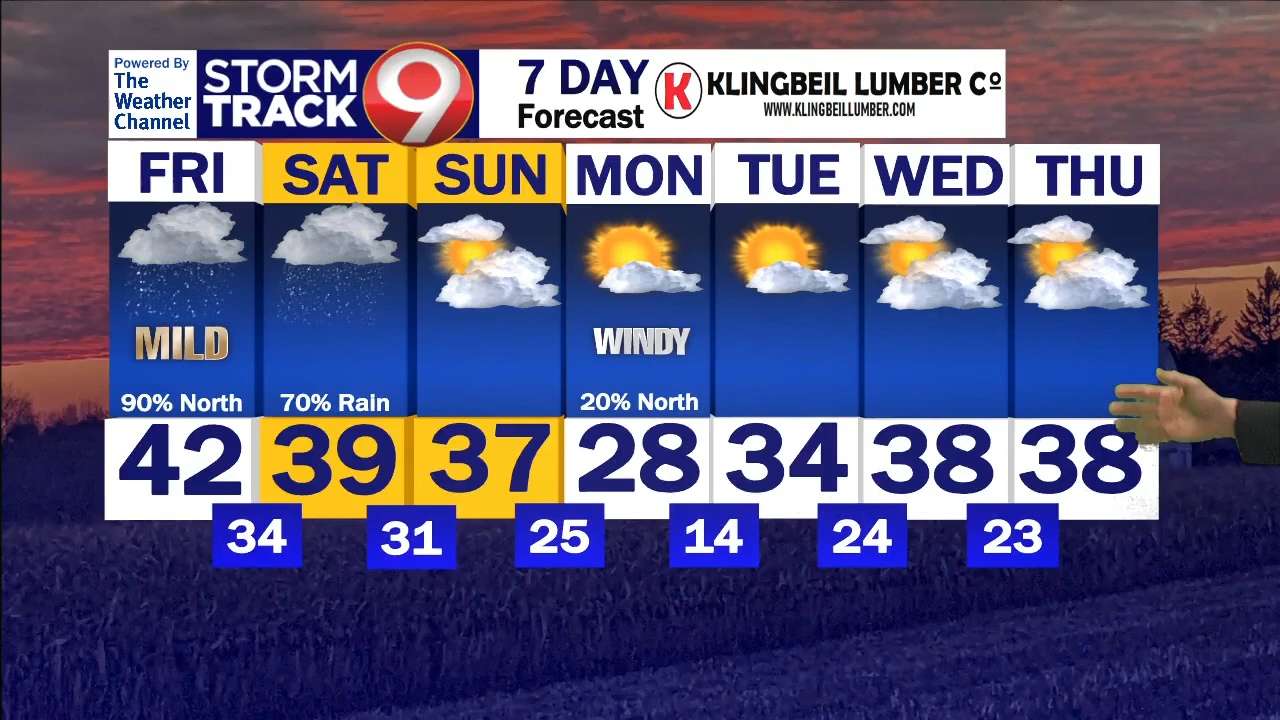 Powered By
The
Weather
Channel
STORM
TRACK
9
7 DAY
Forecast
K
KLINGBEIL LUMBER Cº
WWW.KLINGBEILLUMBER.COM
FRI SAT SUN MON TUE WED THU
MILD WINDY
90% North 70% Rain 20% North
42 39 37 28 34 38 38
34 31 25 14 24 23